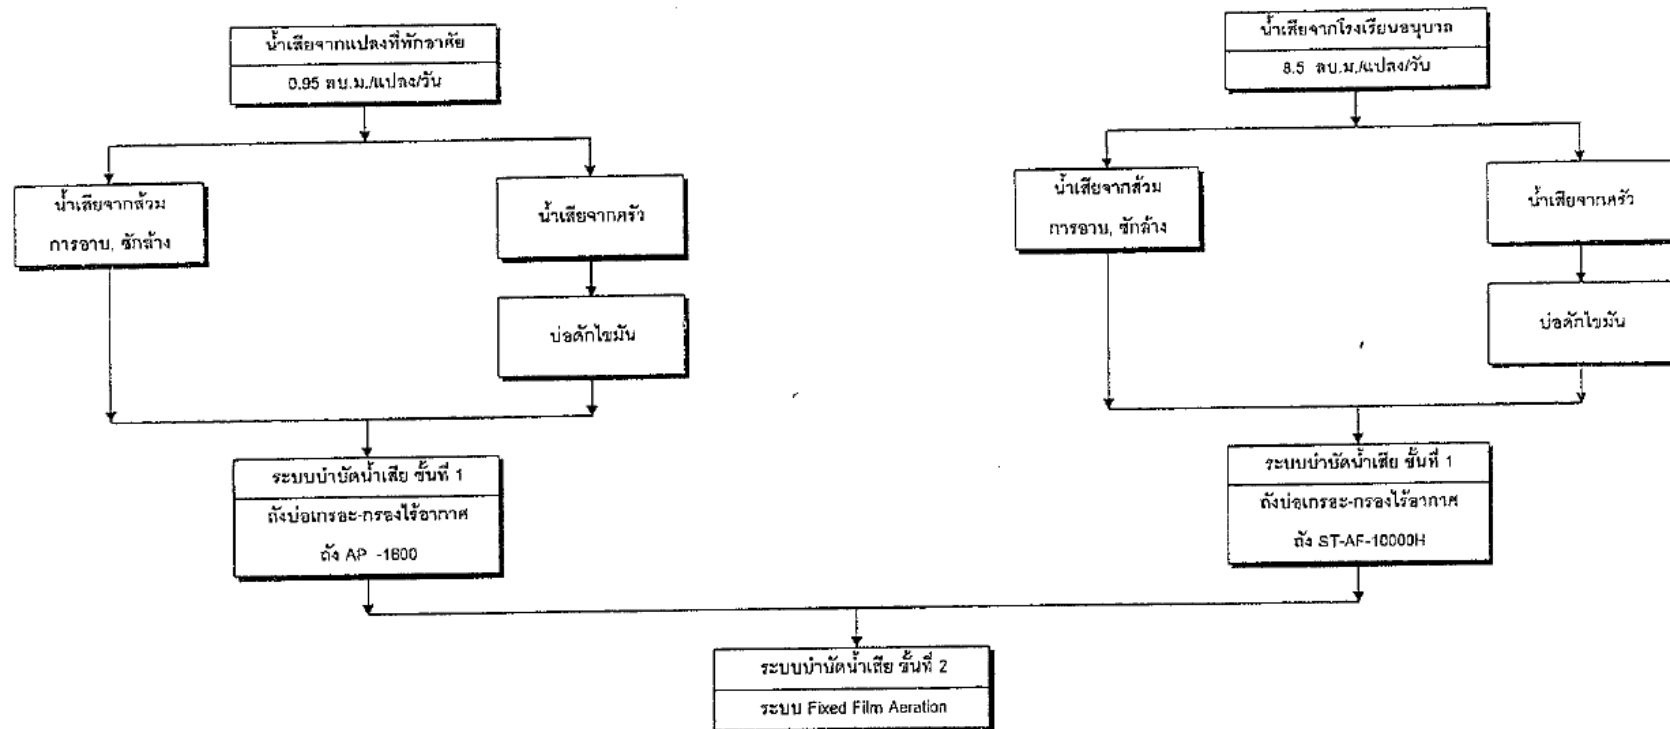 น้ำเสียจากแปลงที่พักอาศัย
0.95 ลบ.ม./แปลง/วัน
น้ำเสียจากส้วม
การอาบ, ซักล้าง
น้ำเสียจากครัว
บ่อดักไขมัน
ระบบบำบัดน้ำเสีย ชั้นที่ 1
ถังบ่อเกรอะ-กรองไร้อากาศ
ถัง AP -1600
น้ำเสียจากโรงเรียนอนุบาล
8.5 ลบ.ม./แปลง/วัน
น้ำเสียจากส้วม
การอาบ, ซักล้าง
น้ำเสียจากครัว
บ่อดักไขมัน
ระบบบำบัดน้ำเสีย ชั้นที่ 1
ถังบ่อเกรอะ-กรองไร้อากาศ
ถัง ST-AF-10000H
ระบบบำบัดน้ำเสีย ชั้นที่ 2
ระบบ Fixed Film Aeration